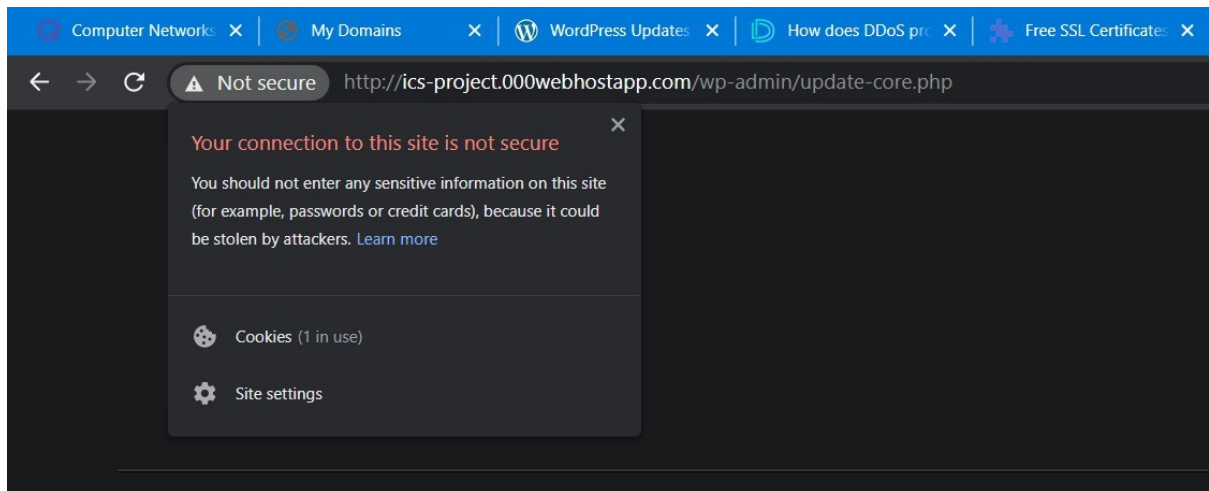 Computer Networks
My Domains
WordPress Updates
How does DDoS pro
Free SSL Certificates
Not secure
http://ics-project.000webhostapp.com/wp-admin/update-core.php
Your connection to this site is not secure
You should not enter any sensitive information on this site
(for example, passwords or credit cards), because it could
be stolen by attackers. Learn more
Cookies (1 in use)
Site settings